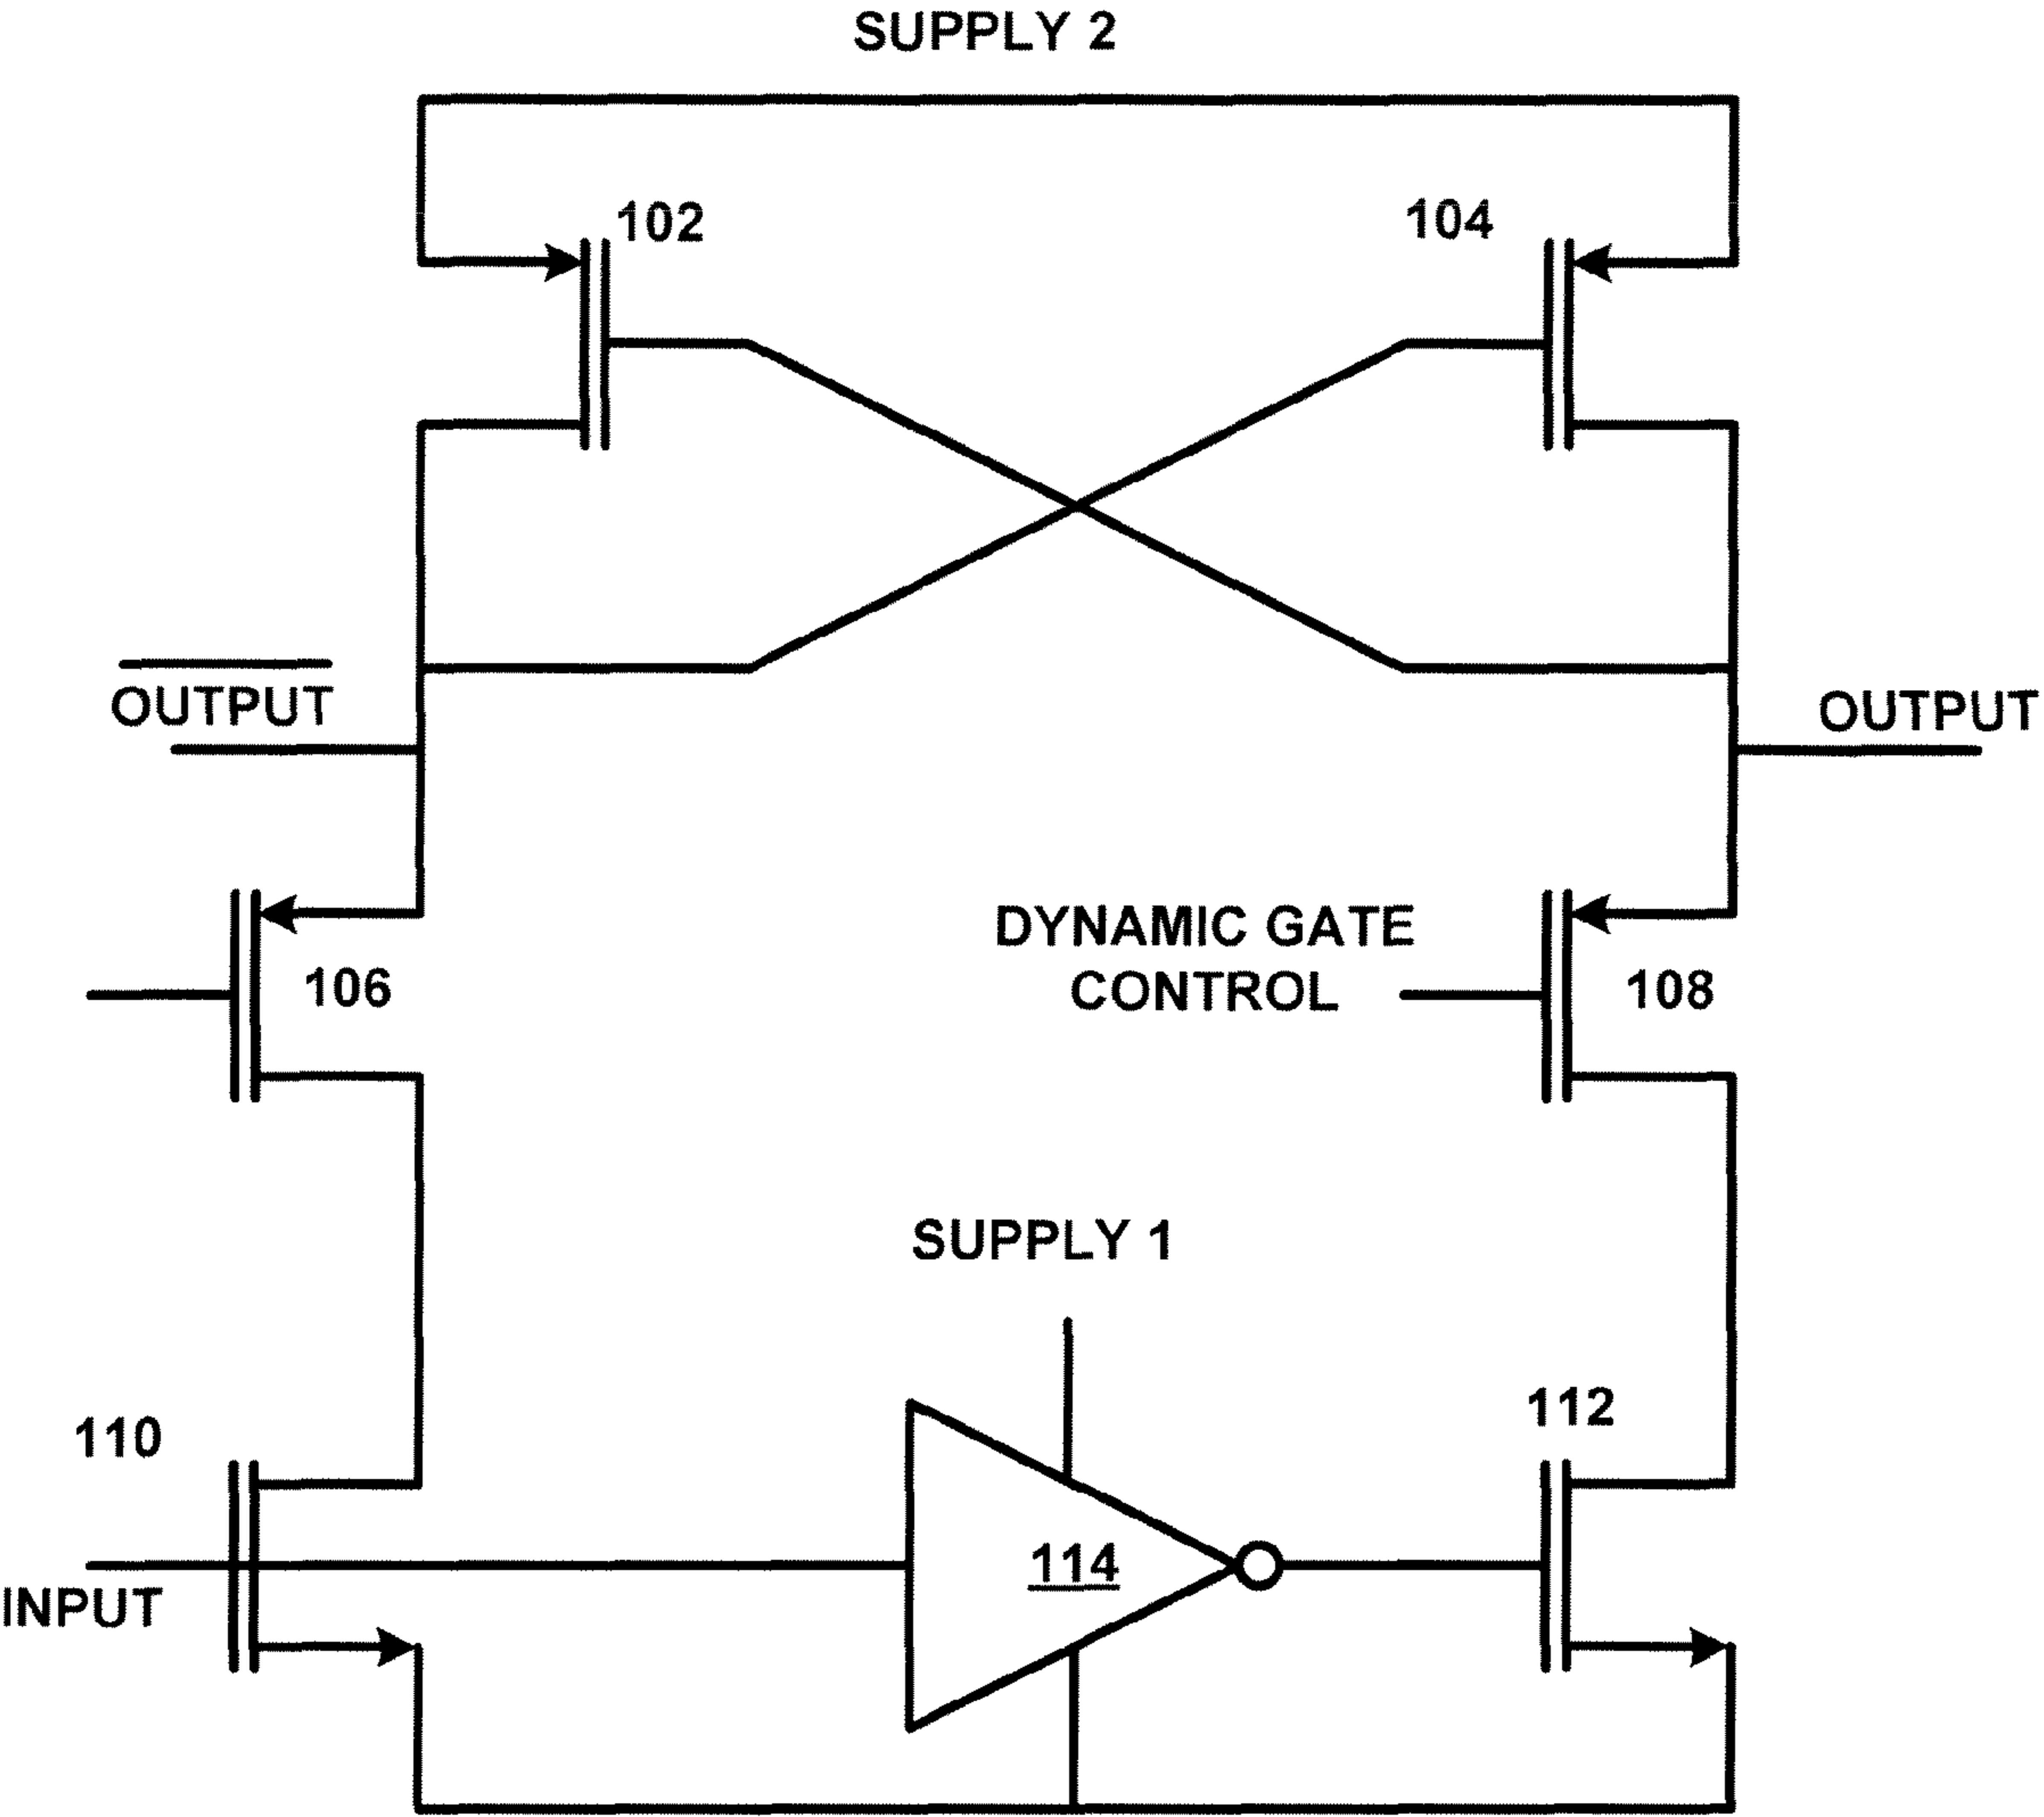 SUPPLY 2
102
104
OUTPUT
OUTPUT
DYNAMIC GATE
CONTROL
106
108
SUPPLY 1
110
112
114
INPUT